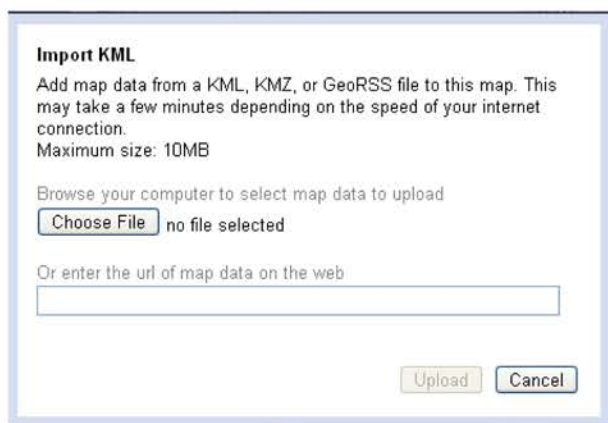 Import KML
Add map data from a KML, KMZ, or GeoRSS file to this map. This
may take a few minutes depending on the speed of your internet
connection.
Maximum size: 10MB
Browse your computer to select map data to upload
Choose File no file selected
Or enter the url of map data on the web
Upload Cancel